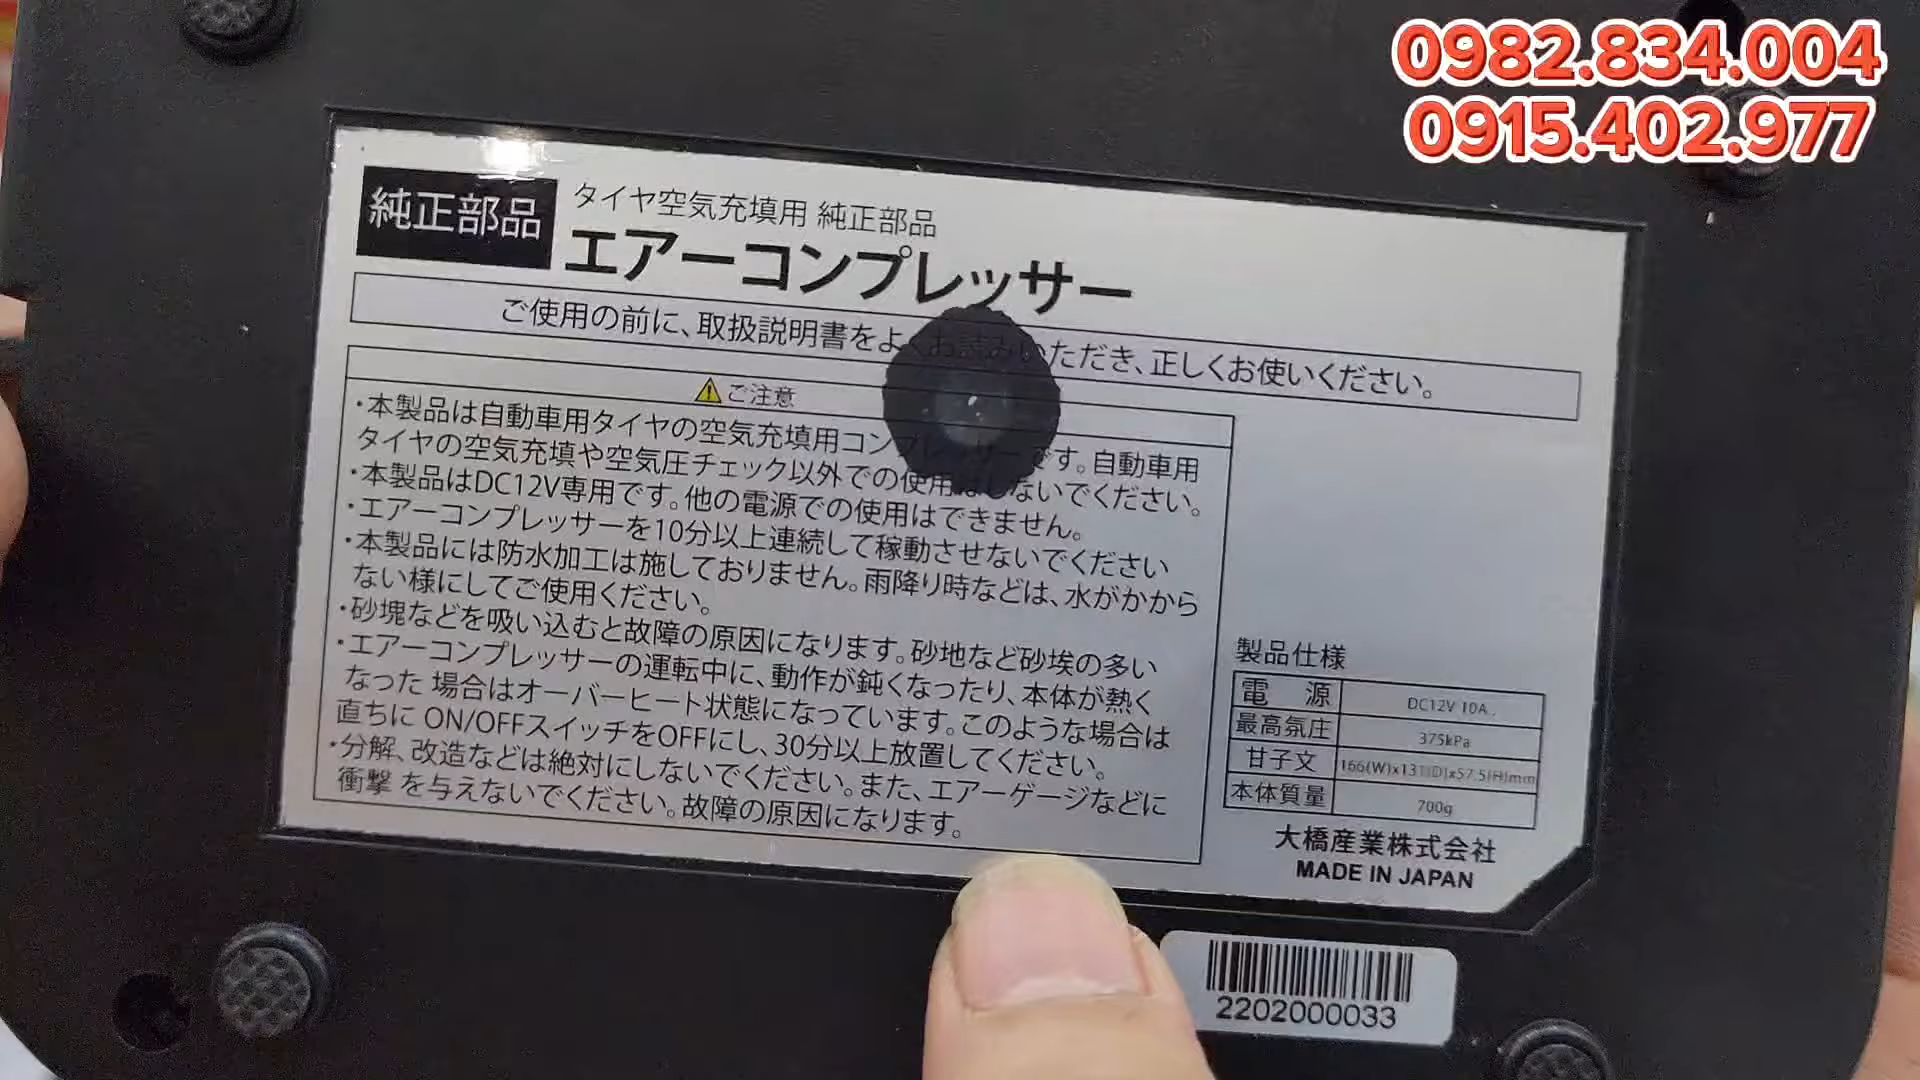 0982.834.004
0915.402.977
純正部品
タイヤ空気充填用 純正部品
エアーコンプレッサー
ご使用の前に、取扱説明書をよくお読みいただき、正しくお使いください。
⚠ご注意
・本製品は自動車用タイヤの空気充填用コンプレッサーです。自動車用
タイヤの空気充填や空気圧チェック以外での使用はしないでください。
・本製品はDC12V専用です。他の電源での使用はできません。
・エアーコンプレッサーを10分以上連続して稼動させないでください
・本製品には防水加工は施しておりません。雨降り時などは、水がかから
ない様にしてご使用ください。
・砂塊などを吸い込むと故障の原因になります。砂地など砂埃の多い
・エアーコンプレッサーの運転中に、動作が鈍くなったり、本体が熱く
なった 場合はオーバーヒート状態になっています。このような場合は
直ちに ON/OFFスイッチをOFFにし、30分以上放置してください。
・分解、改造などは絶対にしないでください。また、エアーゲージなどに
衝撃 を与えないでください。故障の原因になります。
製品仕様
電 源 DC12V 10A
最高氛庄 375kPa
甘子文 166(W)x131(D)x57.5(H)mm
本体質量 700g
大橋産業株式会社
MADE IN JAPAN
2202000033